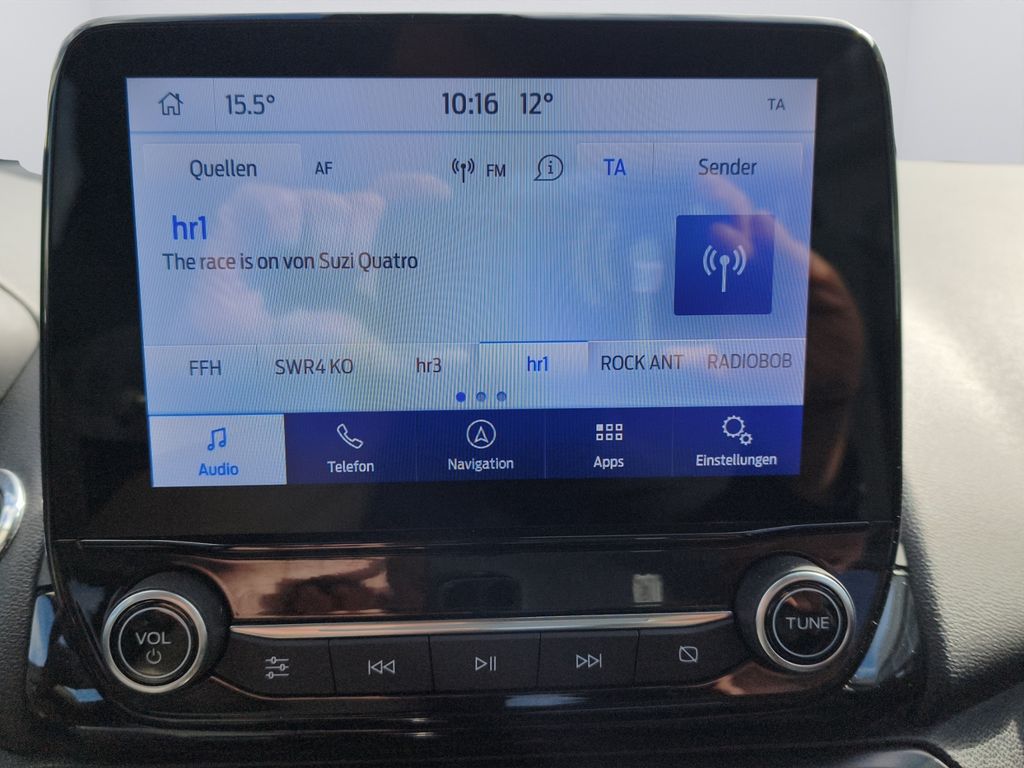 15.5° 10:16 12° TA
Quellen AF FM TA Sender
hr1
The race is on von Suzi Quatro
FFH SWR4 KO hr3 hr1 ROCK ANT RADIOBOB
Audio Telefon Navigation Apps Einstellungen
VOL TUNE